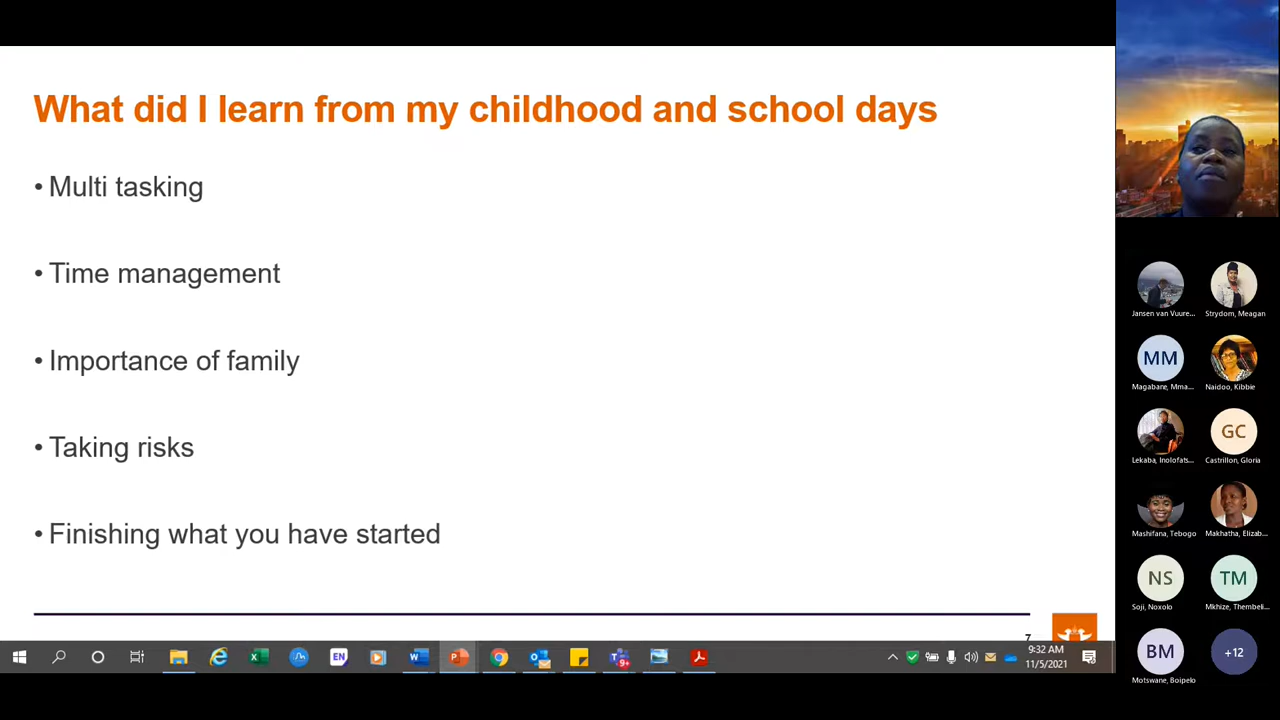 What did I learn from my childhood and school days
• Multi tasking
• Time management
• Importance of family
• Taking risks
• Finishing what you have started
7
EN
9:32 AM
11/5/2021
Jansen van Vuure...
Strydom, Meagan
MM
Magabane, Mma...
Naidoo, Kibbie
Lekaba, Inolofats...
GC
Castrillon, Gloria
Mashifana, Tebogo
Makhatha, Elizab...
NS
Soji, Noxolo
TM
Mkhize, Thembeli...
BM
Motswane, Boipelo
+12